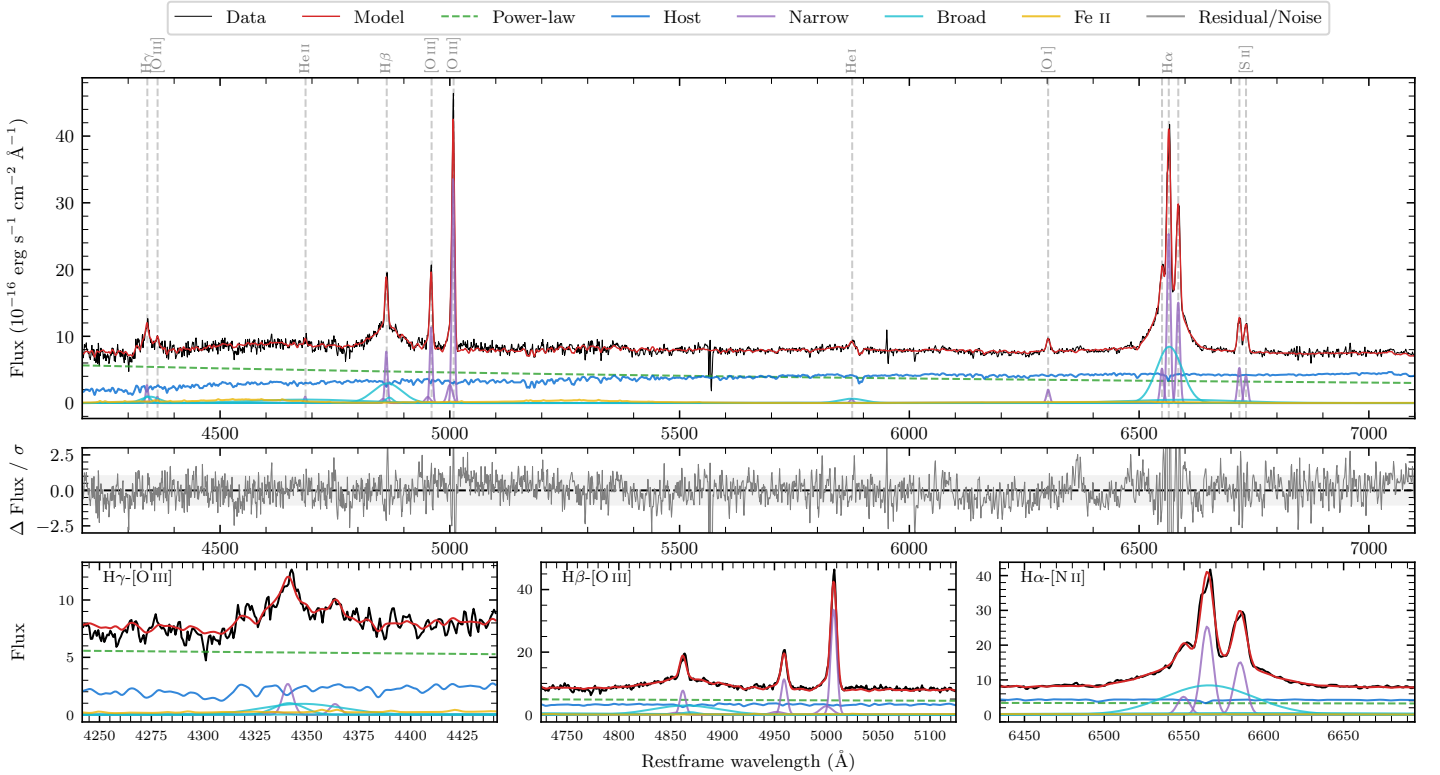 Data Model Power-law Host Narrow Broad Fe II Residual/Noise
Hγ [O III] He II Hβ [O III] [O III] He I [O I] Hα [S II]
Flux (10⁻¹⁶ erg s⁻¹ cm⁻² Å⁻¹)
40
30
20
10
0
4500 5000 5500 6000 6500 7000
Δ Flux / σ
2.5
0.0
−2.5
4500 5000 5500 6000 6500 7000
Flux
Hγ-[O III]
10
5
0
4250 4275 4300 4325 4350 4375 4400 4425
Hβ-[O III]
40
20
0
4750 4800 4850 4900 4950 5000 5050 5100
Hα-[N II]
40
30
20
10
0
6450 6500 6550 6600 6650
Restframe wavelength (Å)